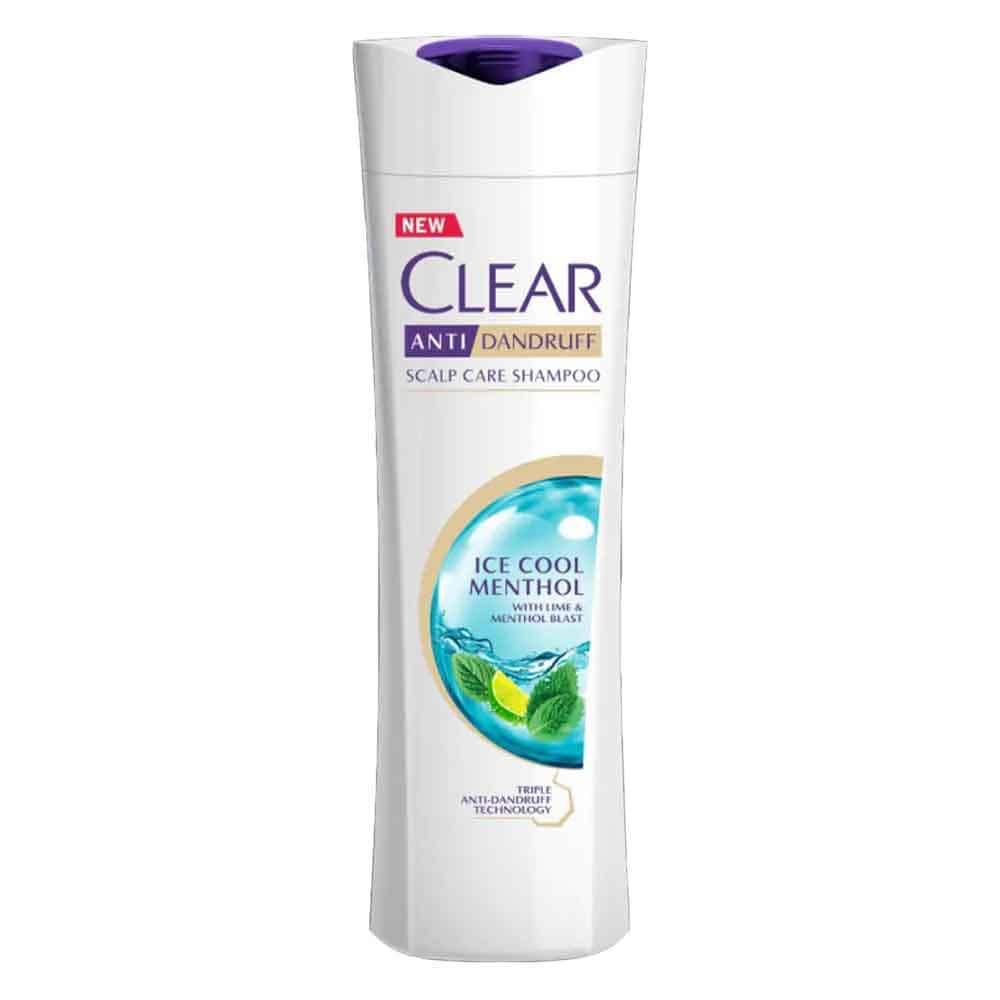 NEW
CLEAR
ANTI DANDRUFF
SCALP CARE SHAMPOO
ICE COOL
MENTHOL
WITH LIME &
MENTHOL BLAST
TRIPLE
ANTI-DANDRUFF
TECHNOLOGY